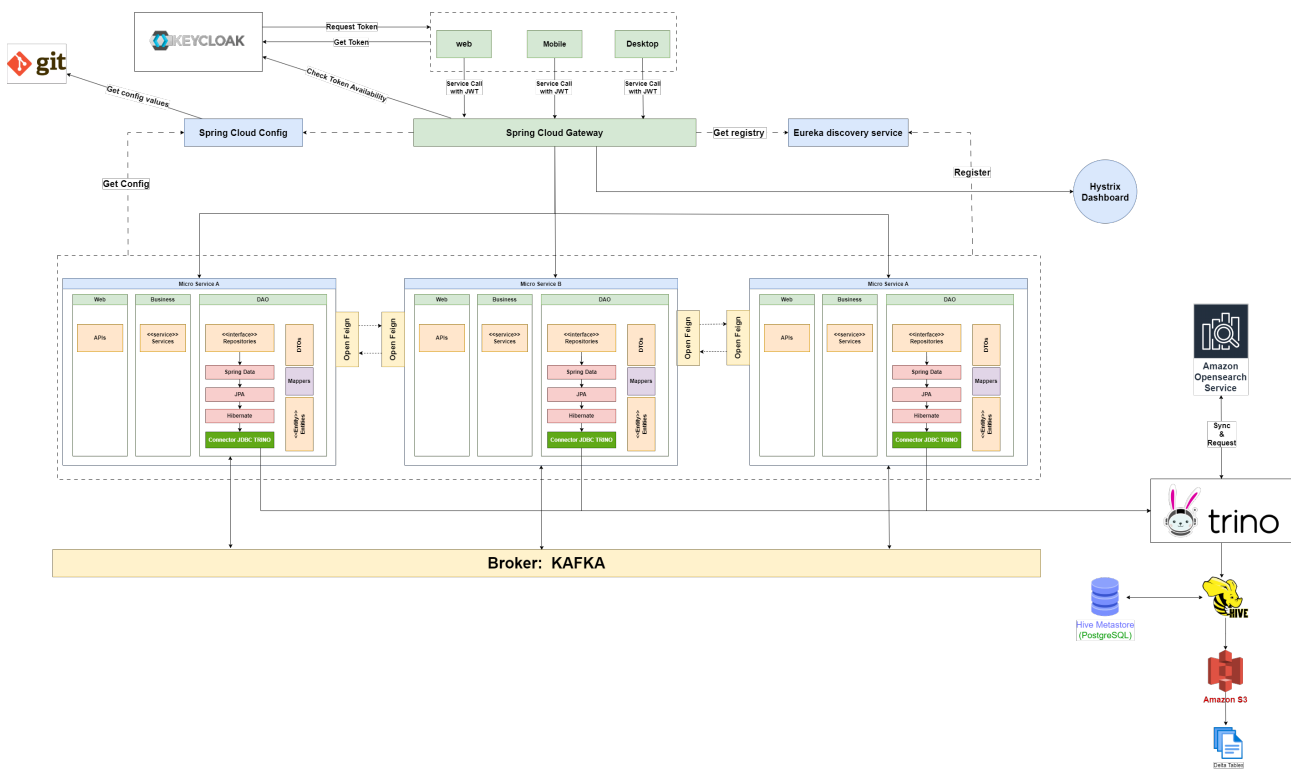 KEYCLOAK
Request Token
Get Token
Check Token Availability
web
Mobile
Desktop
Service Call
with JWT
Service Call
with JWT
Service Call
with JWT
git
Get config values
Spring Cloud Config
Spring Cloud Gateway
Get registry
Eureka discovery service
Get Config
Register
Hystrix
Dashboard
Micro Service A
Web
APIs
Business
<<service>>
Services
DAO
<<interface>>
Repositories
Spring Data
JPA
Hibernate
Connector JDBC TRINO
DTOs
Mappers
<<Entity>>
Entities
Open Feign
Open Feign
Micro Service B
Web
APIs
Business
<<service>>
Services
DAO
<<interface>>
Repositories
Spring Data
JPA
Hibernate
Connector JDBC TRINO
DTOs
Mappers
<<Entity>>
Entities
Open Feign
Open Feign
Micro Service A
Web
APIs
Business
<<service>>
Services
DAO
<<interface>>
Repositories
Spring Data
JPA
Hibernate
Connector JDBC TRINO
DTOs
Mappers
<<Entity>>
Entities
Amazon
Opensearch
Service
Sync
&
Request
trino
Broker: KAFKA
HIVE
Hive Metastore
(PostgreSQL)
Amazon S3
Delta Tables